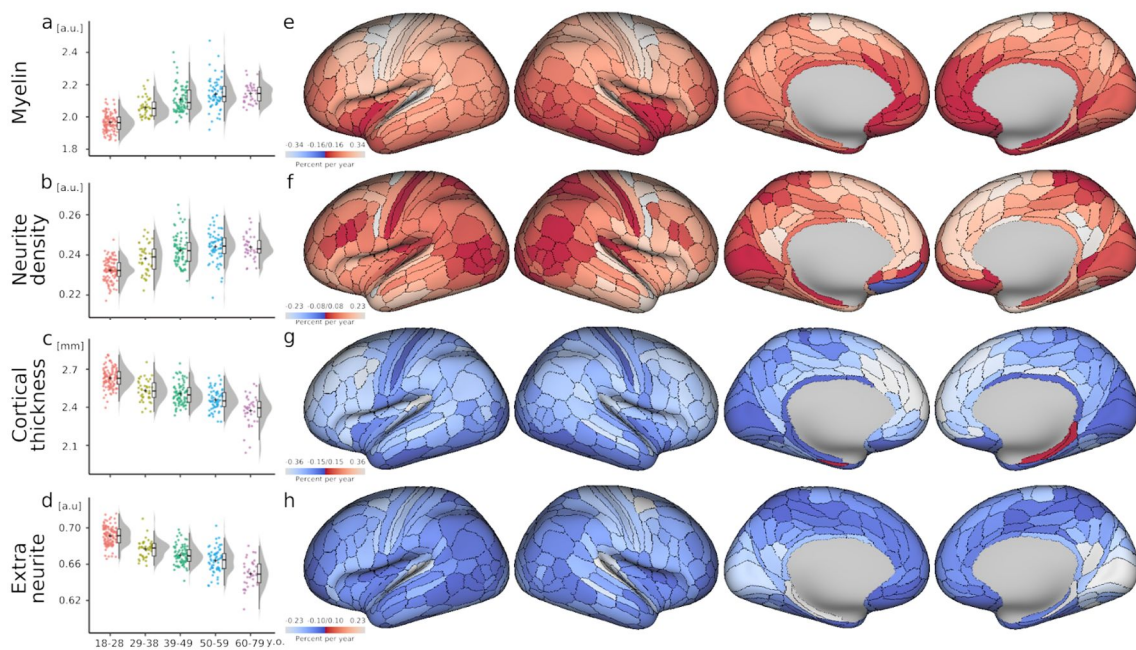 a
[a.u.]
e
Myelin
2.4
2.2
2.0
1.8
-0.34 -0.16/0.16 0.34
Percent per year
b
[a.u.]
f
Neurite
density
0.26
0.24
0.22
-0.23 -0.08/0.08 0.23
Percent per year
c
[mm]
g
Cortical
thickness
2.7
2.4
2.1
-0.36 -0.15/0.15 0.36
Percent per year
d
[a.u]
h
Extra
neurite
0.70
0.66
0.62
-0.23 -0.10/0.10 0.23
Percent per year
18-28 29-38 39-49 50-59 60-79 y.o.